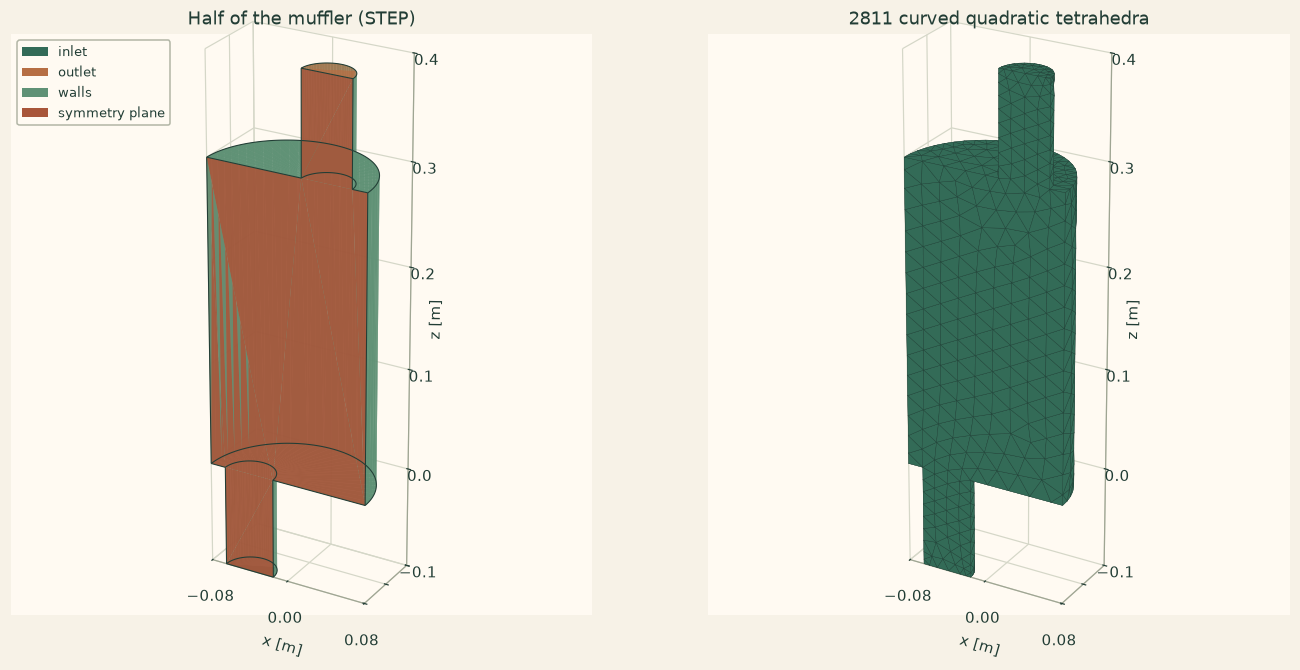 Half of the muffler (STEP)
inlet
outlet
walls
symmetry plane
0.4
0.3
0.2
0.1
0.0
−0.1
z [m]
−0.08
0.00
0.08
x [m]
2811 curved quadratic tetrahedra
0.4
0.3
0.2
0.1
0.0
−0.1
z [m]
−0.08
0.00
0.08
x [m]